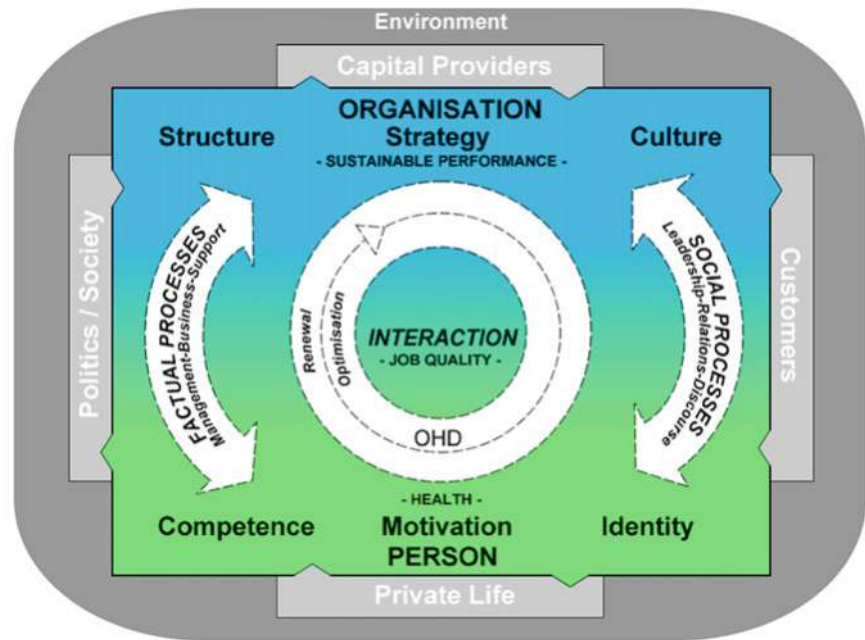 Environment
Capital Providers
ORGANISATION
Structure
Strategy
Culture
- SUSTAINABLE PERFORMANCE -
Politics / Society
FACTUAL PROCESSES
Management-Business-Support
Renewal
Optimisation
INTERACTION
- JOB QUALITY -
OHD
SOCIAL PROCESSES
Leadership-Relations-Discourse
Customers
- HEALTH -
Competence
Motivation
Identity
PERSON
Private Life